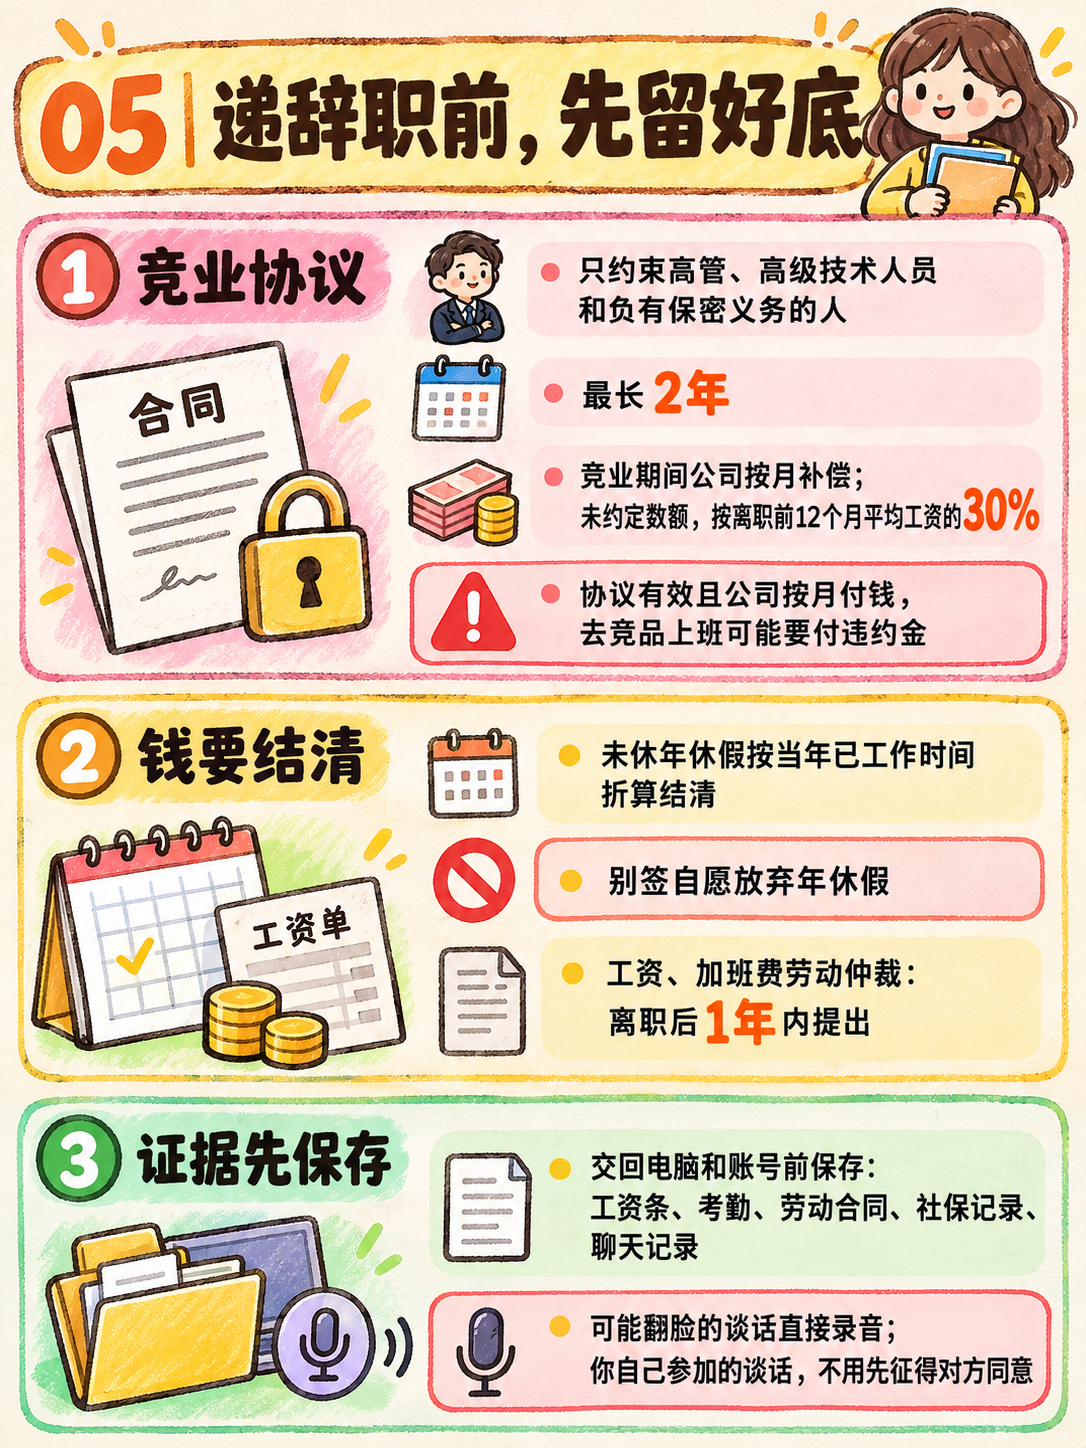 05 递辞职前,先留好底
1 竞业协议
合同
只约束高管、高级技术人员
和负有保密义务的人
最长 2年
竞业期间公司按月补偿;
未约定数额,按离职前12个月平均工资的30%
协议有效且公司按月付钱,
去竞品上班可能要付违约金
2 钱要结清
工资单
未休年休假按当年已工作时间
折算结清
别签自愿放弃年休假
工资、加班费劳动仲裁:
离职后 1年 内提出
3 证据先保存
交回电脑和账号前保存:
工资条、考勤、劳动合同、社保记录、
聊天记录
可能翻脸的谈话直接录音;
你自己参加的谈话,不用先征得对方同意